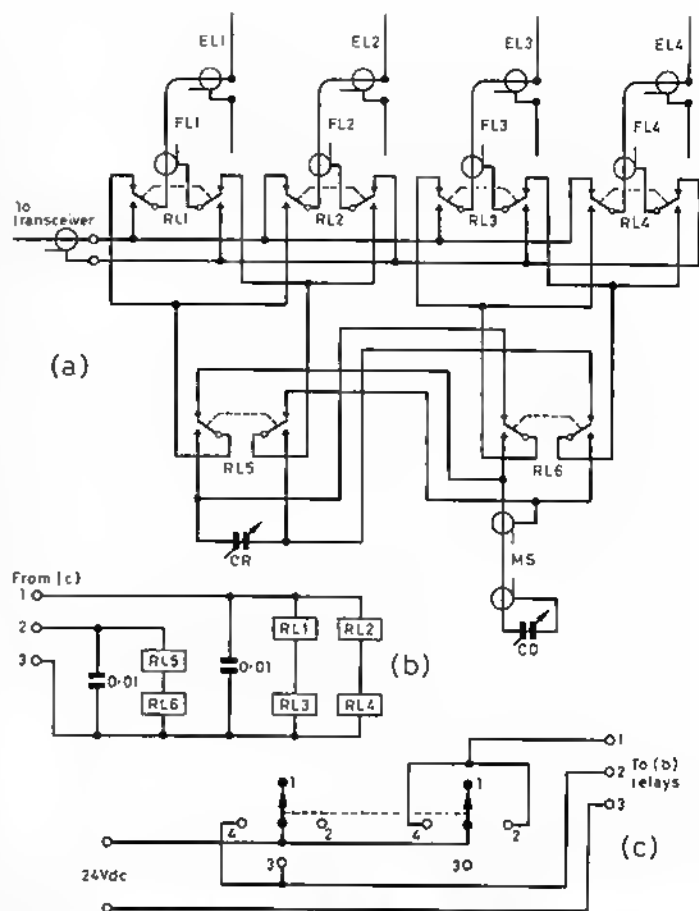 EL1 EL2 EL3 EL4
FL1 FL2 FL3 FL4
To
Transceiver
RL1 RL2 RL3 RL4
(a)
RL5 RL6
CR
MS
CD
From (c)
1
2
3
0·01
RL5
RL6
0·01
RL1 RL2
RL3 RL4
(b)
1 1
4 2 4 2
3 3
24Vdc
1
2
3
To (b)
relays
(c)